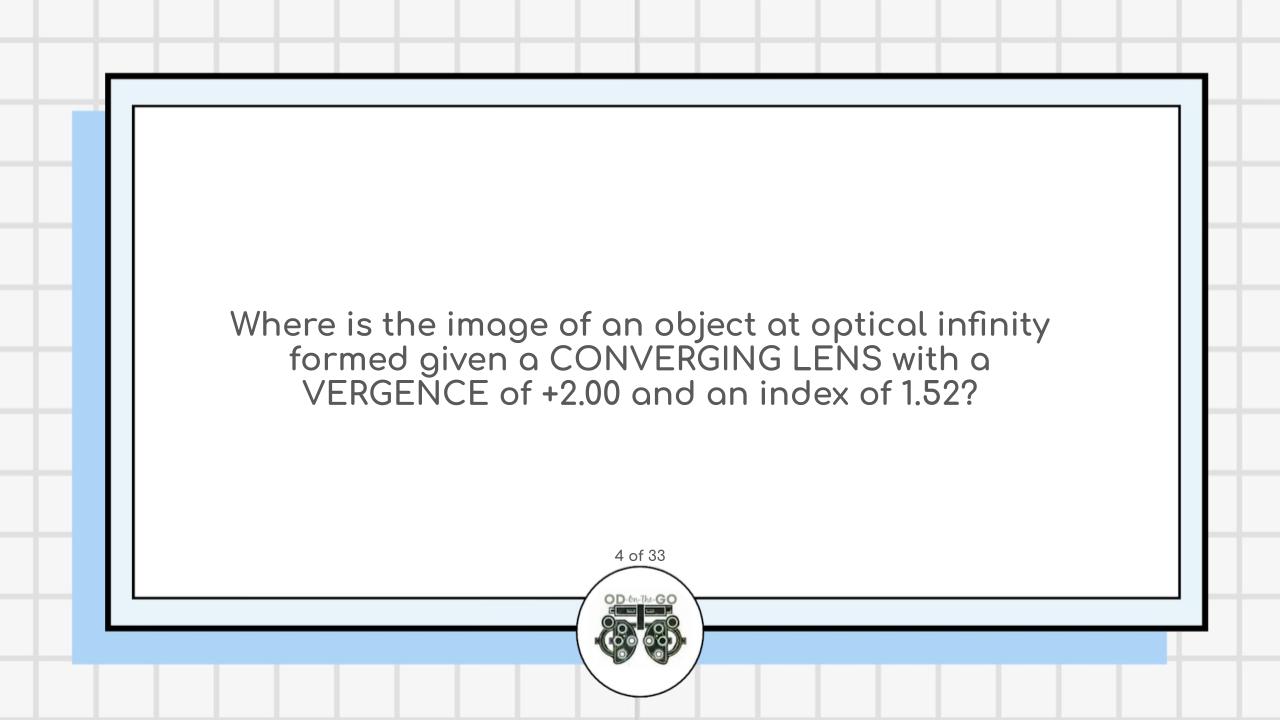 Where is the image of an object at optical infinity
formed given a CONVERGING LENS with a
VERGENCE of +2.00 and an index of 1.52?
4 of 33
OD-On-The-GO